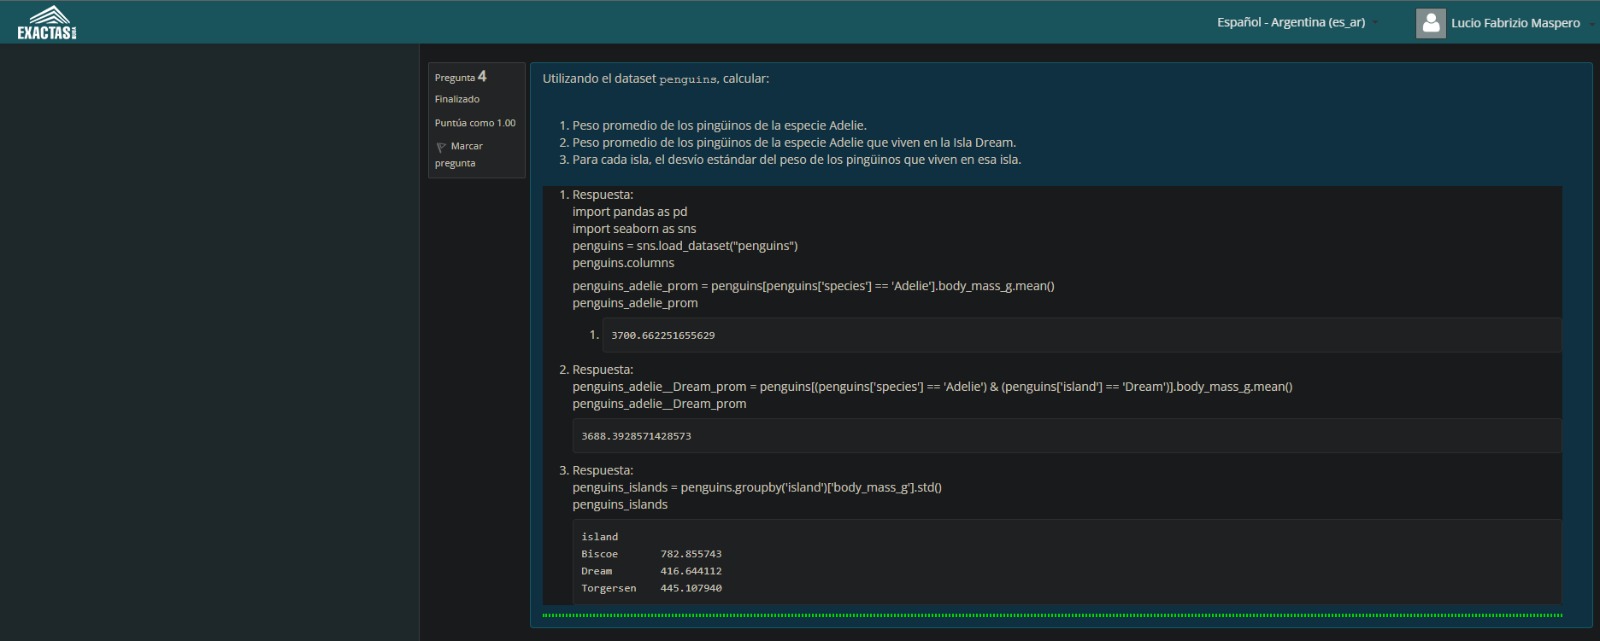 EXACTAS
Español - Argentina (es_ar)
Lucio Fabrizio Maspero
Pregunta 4
Finalizado
Puntúa como 1.00
Marcar
pregunta
Utilizando el dataset penguins, calcular:
1. Peso promedio de los pingüinos de la especie Adelie.
2. Peso promedio de los pingüinos de la especie Adelie que viven en la Isla Dream.
3. Para cada isla, el desvío estándar del peso de los pingüinos que viven en esa isla.
1. Respuesta:
import pandas as pd
import seaborn as sns
penguins = sns.load_dataset("penguins")
penguins.columns
penguins_adelie_prom = penguins[penguins['species'] == 'Adelie'].body_mass_g.mean()
penguins_adelie_prom
1. 3700.662251655629
2. Respuesta:
penguins_adelie__Dream_prom = penguins[(penguins['species'] == 'Adelie') & (penguins['island'] == 'Dream')].body_mass_g.mean()
penguins_adelie__Dream_prom
3688.3928571428573
3. Respuesta:
penguins_islands = penguins.groupby('island')['body_mass_g'].std()
penguins_islands
island
Biscoe 782.855743
Dream 416.644112
Torgersen 445.107940